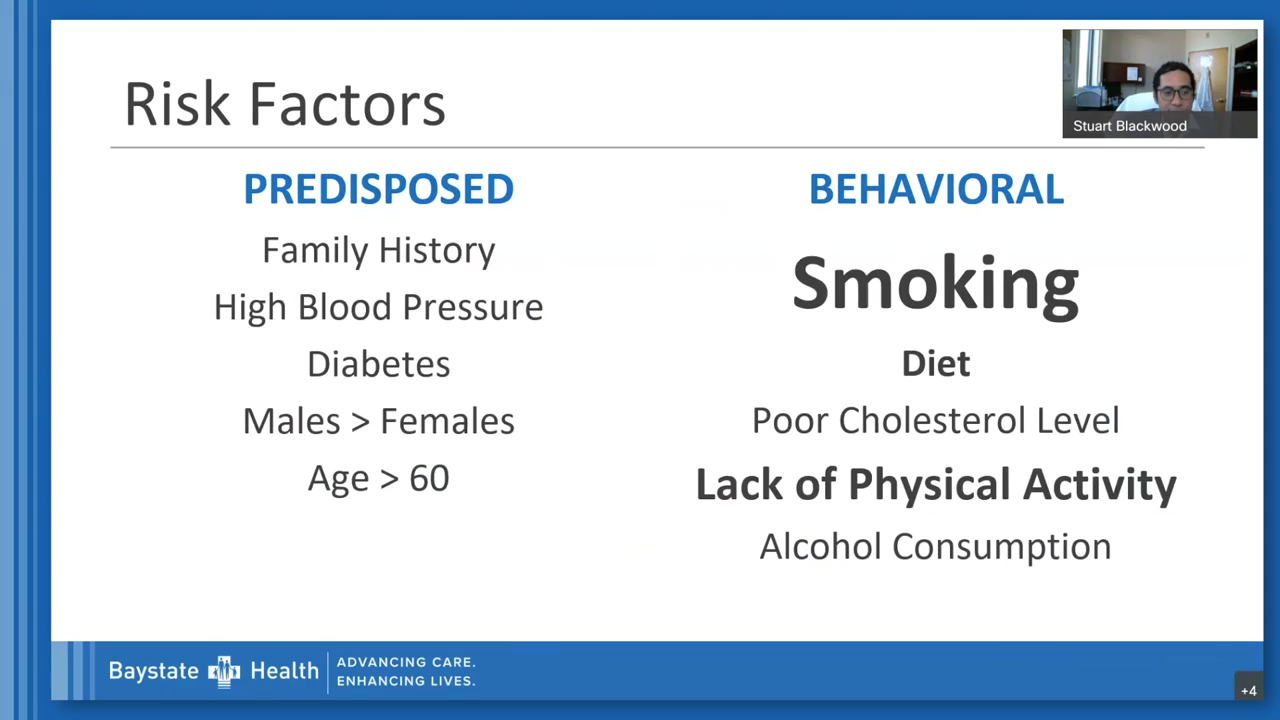 Risk Factors
Stuart Blackwood
PREDISPOSED
Family History
High Blood Pressure
Diabetes
Males > Females
Age > 60
BEHAVIORAL
Smoking
Diet
Poor Cholesterol Level
Lack of Physical Activity
Alcohol Consumption
Baystate Health
ADVANCING CARE.
ENHANCING LIVES.
+4